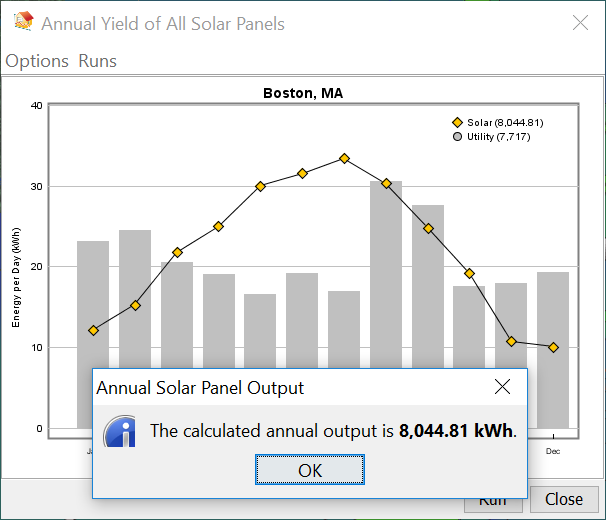 Annual Yield of All Solar Panels
Options Runs
Boston, MA
40
Solar (8,044.81)
Utility (7,717)
30
Energy per Day (kWh)
20
10
0
Dec
Annual Solar Panel Output
The calculated annual output is 8,044.81 kWh.
OK
Run Close